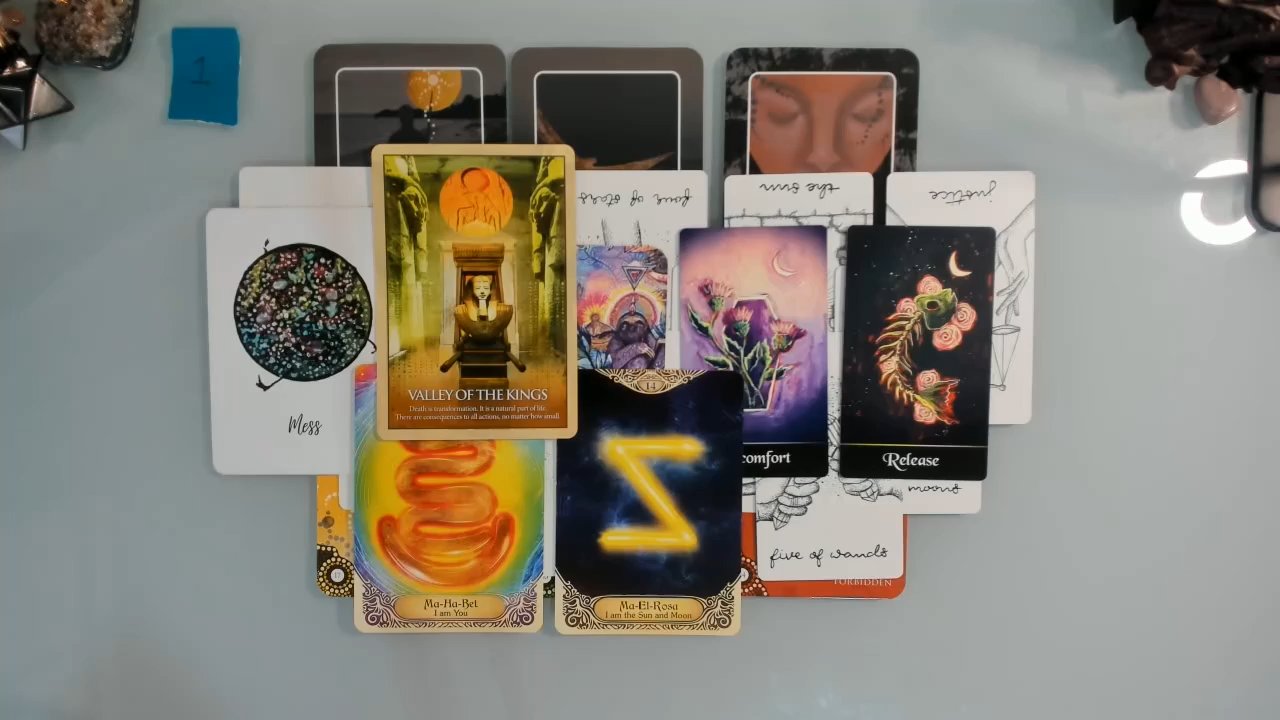 1
four of stars
the sun
justice
VALLEY OF THE KINGS
Death is transformation. It is a natural part of life.
There are consequences to all actions, no matter how small.
14
Mess
comfort
Release
moons
five of wands
FORBIDDEN
Ma-Ha-Bet
I am You
Ma-El-Rosa
I am the Sun and Moon